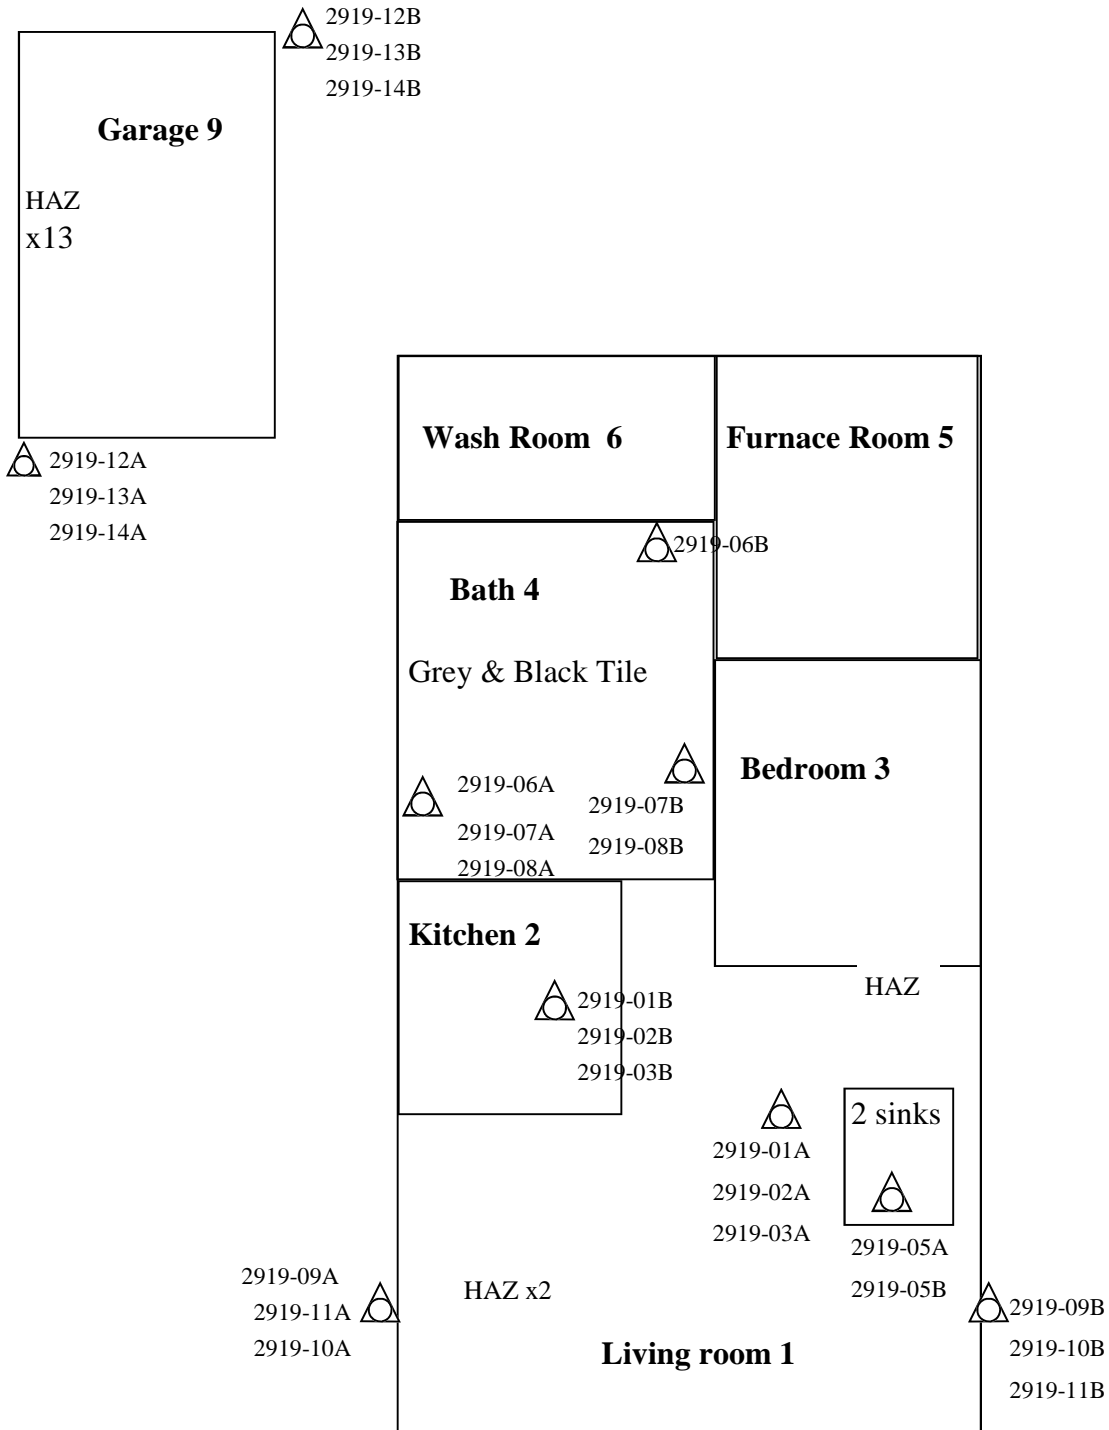 2919-12B
2919-13B
2919-14B
Garage 9
HAZ
x13
2919-12A
2919-13A
2919-14A
Wash Room  6
Furnace Room 5
2919-06B
Bath 4
Grey & Black Tile
Bedroom 3
2919-06A
2919-07A
2919-08A
2919-07B
2919-08B
Kitchen 2
HAZ
2919-01B
2919-02B
2919-03B
2 sinks
2919-01A
2919-02A
2919-03A
2919-05A
2919-05B
2919-09A
2919-11A
2919-10A
HAZ x2
2919-09B
2919-10B
2919-11B
Living room 1